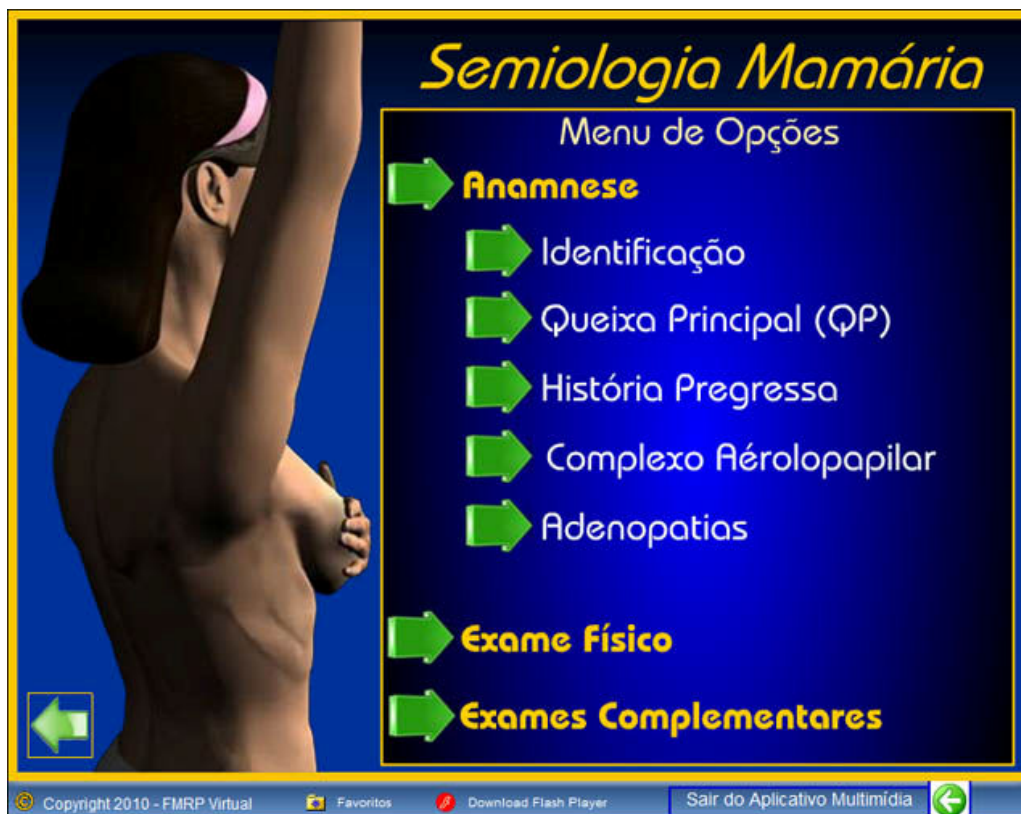 Semiologia Mamária
Menu de Opções
Anamnese
Identificação
Queixa Principal (QP)
História Pregressa
Complexo Aérolopapilar
Adenopatias
Exame Físico
Exames Complementares
© Copyright 2010 - FMRP Virtual
Favoritos
Download Flash Player
Sair do Aplicativo Multimídia